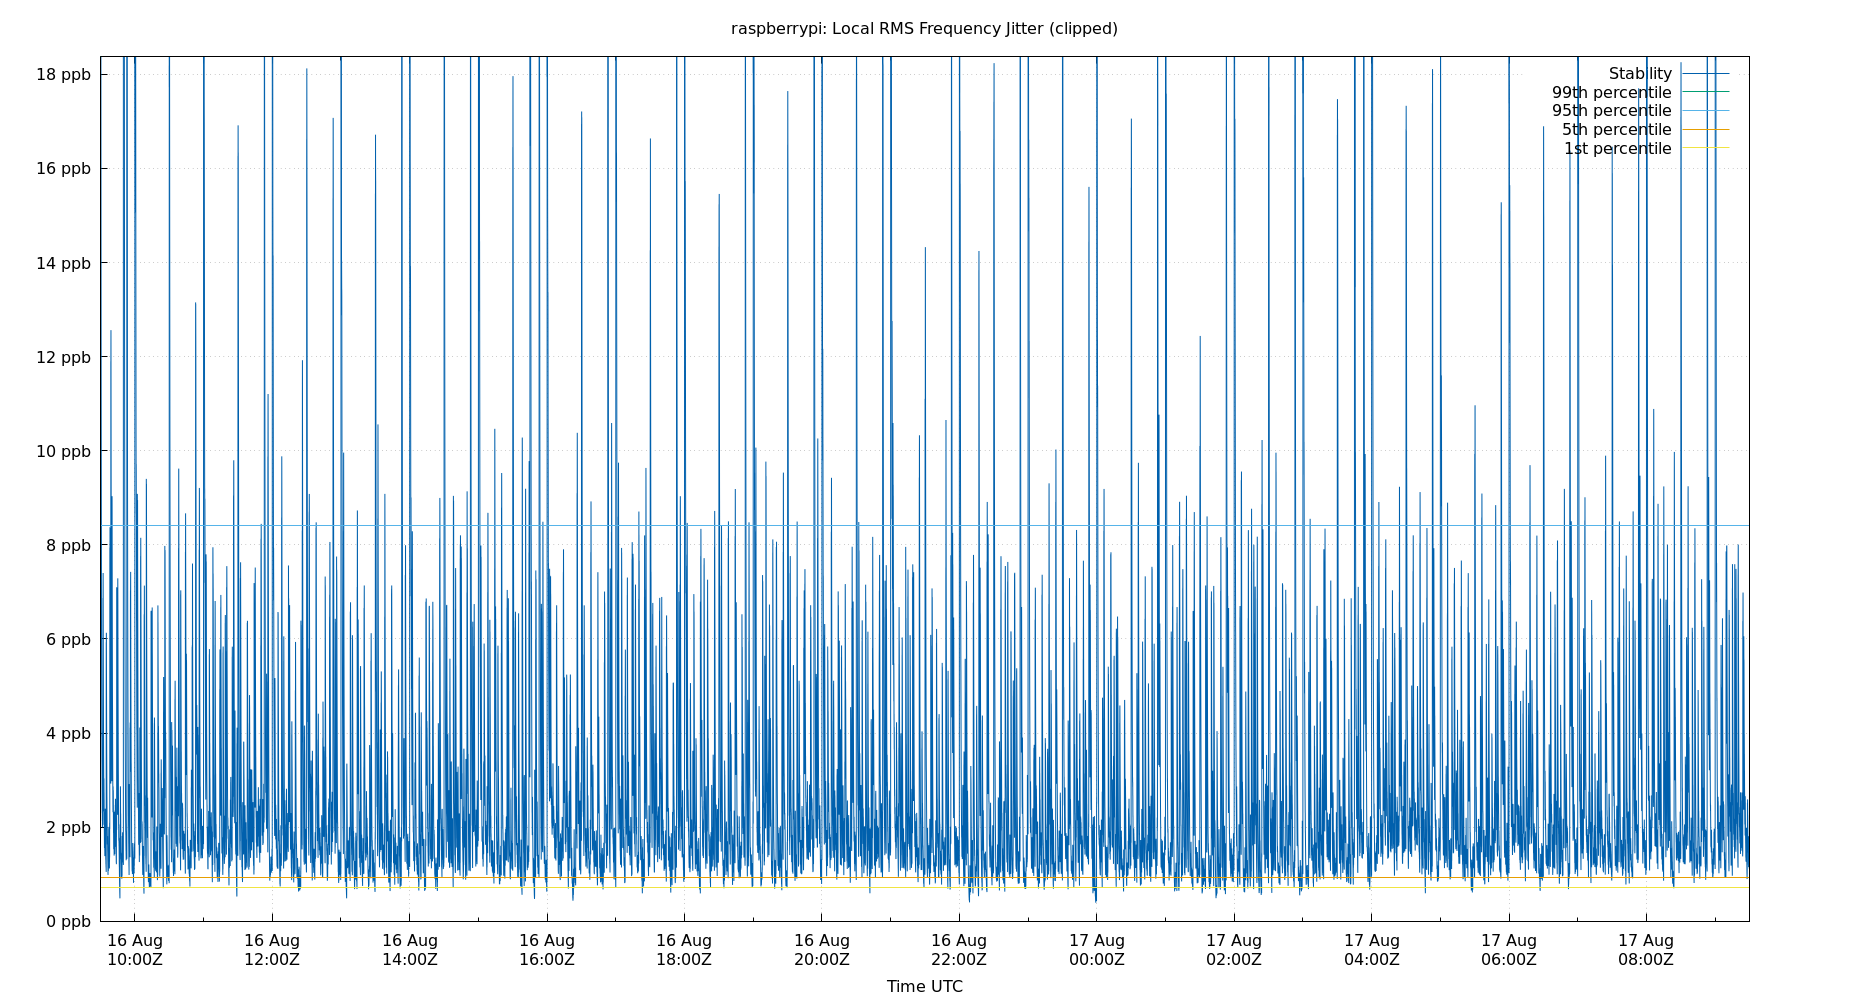 raspberrypi: Local RMS Frequency Jitter (clipped)
18 ppb
16 ppb
14 ppb
12 ppb
10 ppb
8 ppb
6 ppb
4 ppb
2 ppb
0 ppb
Stability
99th percentile
95th percentile
5th percentile
1st percentile
16 Aug 16 Aug 16 Aug 16 Aug 16 Aug 16 Aug 16 Aug 17 Aug 17 Aug 17 Aug 17 Aug 17 Aug
10:00Z 12:00Z 14:00Z 16:00Z 18:00Z 20:00Z 22:00Z 00:00Z 02:00Z 04:00Z 06:00Z 08:00Z
Time UTC